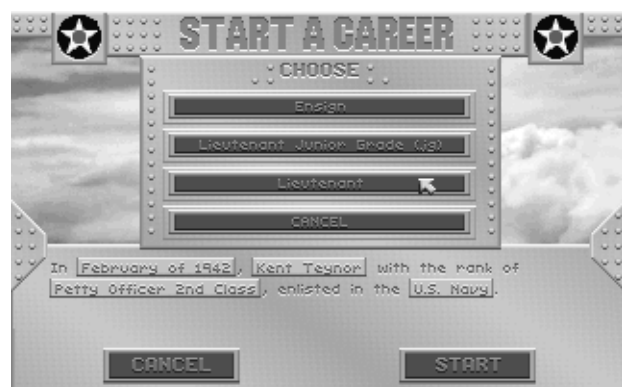 START A CAREER
CHOOSE
Ensign
Lieutenant Junior Grade (jg)
Lieutenant
CANCEL
In February of 1942, Kent Teynor with the rank of
Petty Officer 2nd Class, enlisted in the U.S. Navy.
CANCEL START